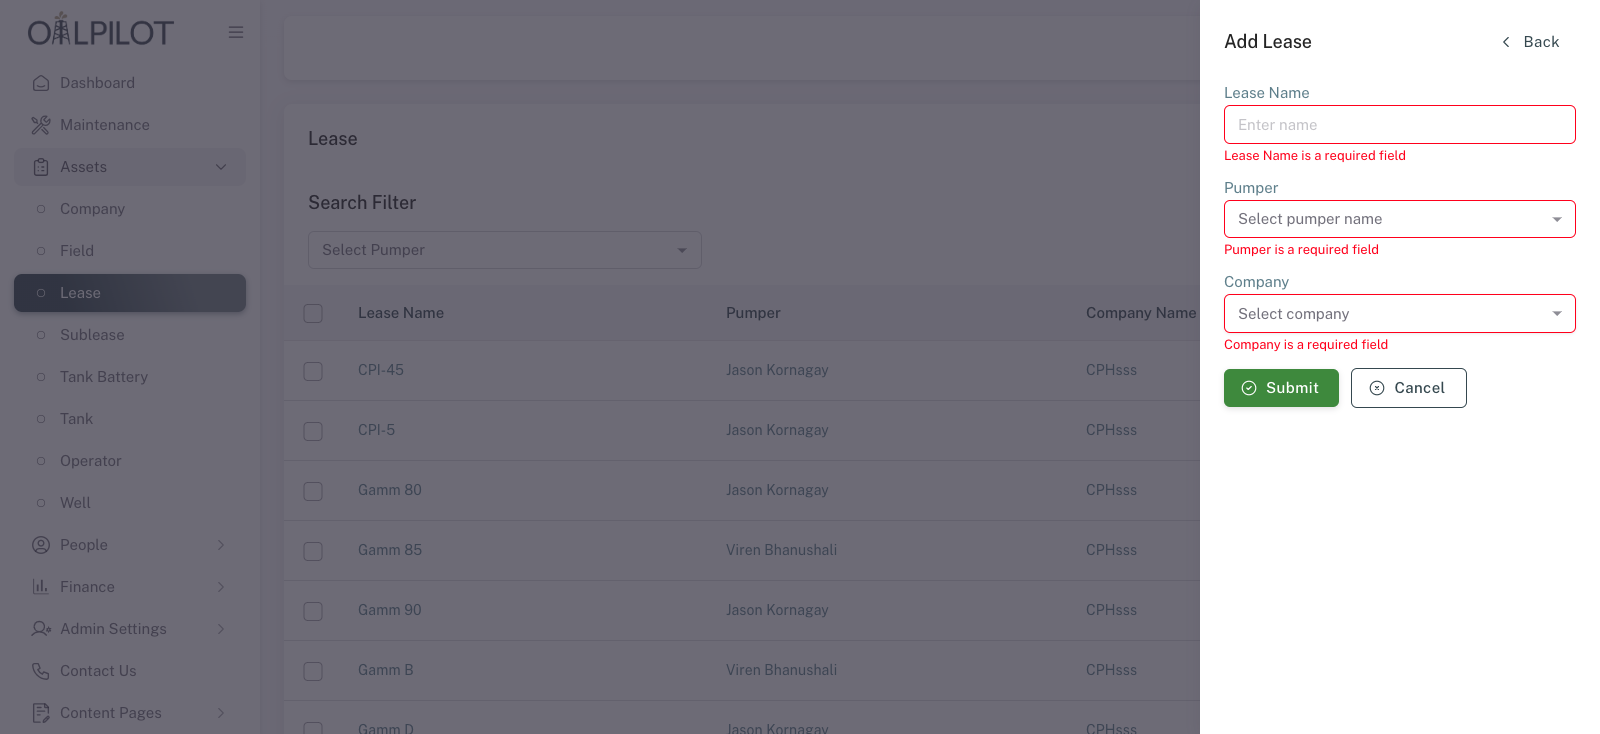 OILPILOT
Dashboard
Maintenance
Assets
Company
Field
Lease
Sublease
Tank Battery
Tank
Operator
Well
People
Finance
Admin Settings
Contact Us
Content Pages
Lease
Search Filter
Select Pumper
Lease Name Pumper Company Name
CPI-45 Jason Kornagay CPHsss
CPI-5 Jason Kornagay CPHsss
Gamm 80 Jason Kornagay CPHsss
Gamm 85 Viren Bhanushali CPHsss
Gamm 90 Jason Kornagay CPHsss
Gamm B Viren Bhanushali CPHsss
Gamm D Jason Kornagay CPHsss
Add Lease Back
Lease Name
Enter name
Lease Name is a required field
Pumper
Select pumper name
Pumper is a required field
Company
Select company
Company is a required field
Submit Cancel